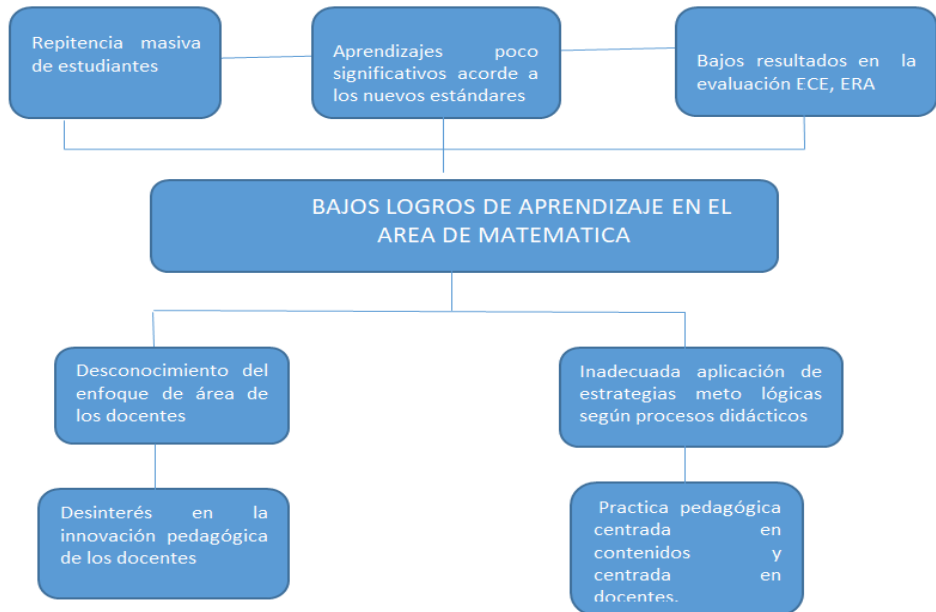 Repitencia masiva
de estudiantes
Aprendizajes poco
significativos acorde a
los nuevos estándares
Bajos resultados en la
evaluación ECE, ERA
BAJOS LOGROS DE APRENDIZAJE EN EL
AREA DE MATEMATICA
Desconocimiento del
enfoque de área de
los docentes
Inadecuada aplicación de
estrategias meto lógicas
según procesos didácticos
Desinterés en la
innovación pedagógica
de los docentes
Practica pedagógica
centrada en
contenidos y
centrada en
docentes.